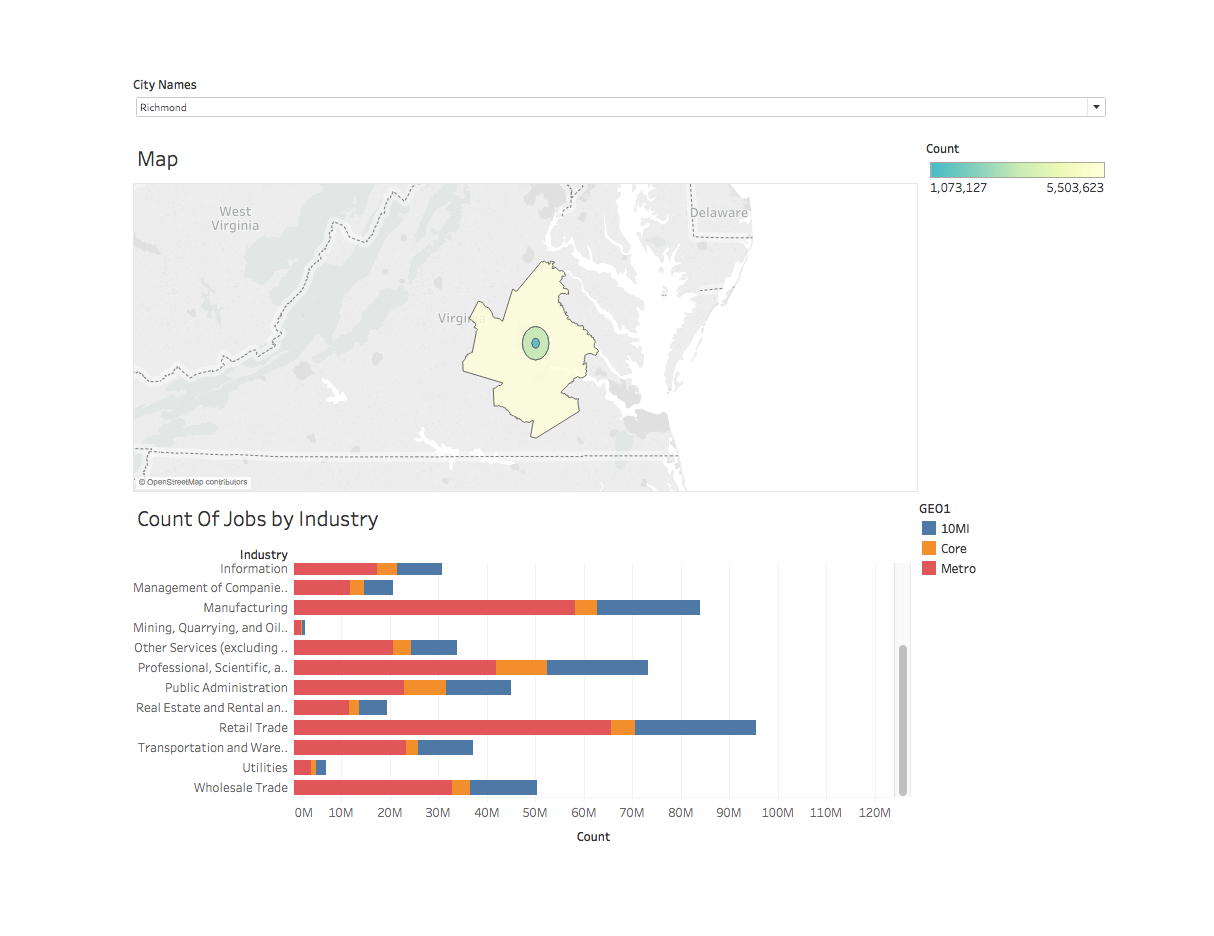 City Names
Richmond
Map
Count
1,073,127 5,503,623
West
Virginia
Delaware
Virginia
© OpenStreetMap contributors
Count Of Jobs by Industry
GEO1
10MI
Core
Metro
Industry
Information
Management of Companie..
Manufacturing
Mining, Quarrying, and Oil..
Other Services (excluding ..
Professional, Scientific, a..
Public Administration
Real Estate and Rental an..
Retail Trade
Transportation and Ware..
Utilities
Wholesale Trade
0M 10M 20M 30M 40M 50M 60M 70M 80M 90M 100M 110M 120M
Count